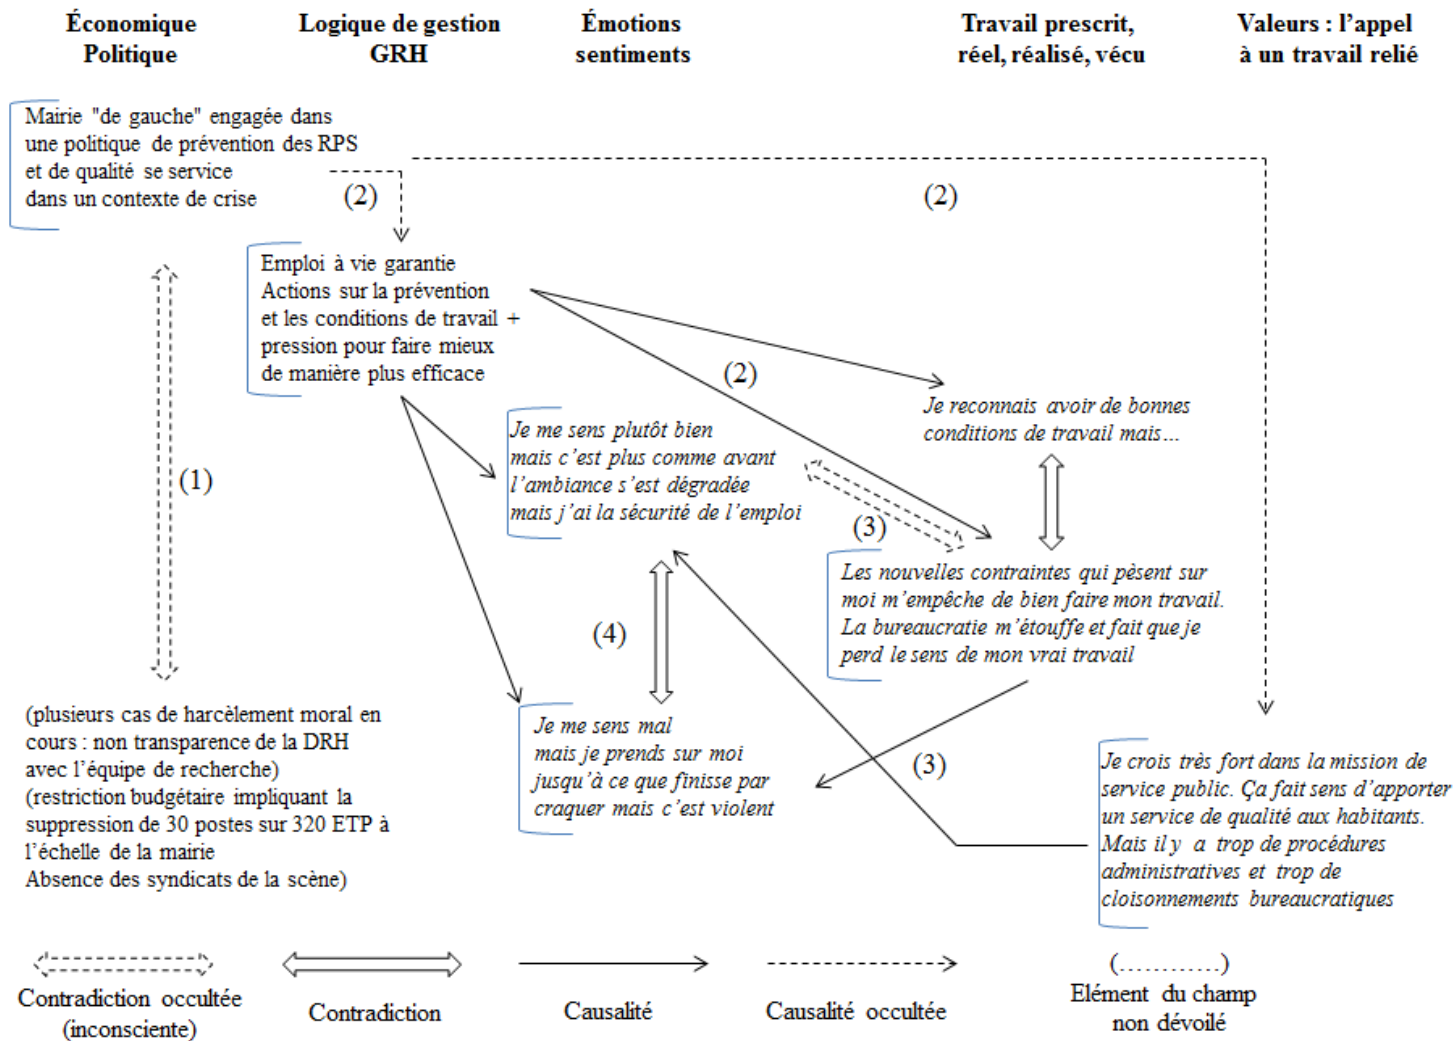 Économique
Politique
Logique de gestion
GRH
Émotions
sentiments
Travail prescrit,
réel, réalisé, vécu
Valeurs : l’appel
à un travail relié
Mairie "de gauche" engagée dans
une politique de prévention des RPS
et de qualité se service
dans un contexte de crise
(2)
(2)
Emploi à vie garantie
Actions sur la prévention
et les conditions de travail +
pression pour faire mieux
de manière plus efficace
(2)
Je reconnais avoir de bonnes
conditions de travail mais…
(1)
Je me sens plutôt bien
mais c’est plus comme avant
l’ambiance s’est dégradée
mais j’ai la sécurité de l’emploi
(3)
Les nouvelles contraintes qui pèsent sur
moi m’empêche de bien faire mon travail.
La bureaucratie m’étouffe et fait que je
perd le sens de mon vrai travail
(4)
(plusieurs cas de harcèlement moral en
cours : non transparence de la DRH
avec l’équipe de recherche)
(restriction budgétaire impliquant la
suppression de 30 postes sur 320 ETP à
l’échelle de la mairie
Absence des syndicats de la scène)
Je me sens mal
mais je prends sur moi
jusqu’à ce que finisse par
craquer mais c’est violent
(3)
Je crois très fort dans la mission de
service public. Ça fait sens d’apporter
un service de qualité aux habitants.
Mais il y a trop de procédures
administratives et trop de
cloisonnements bureaucratiques
Contradiction occultée
(inconsciente)
Contradiction
Causalité
Causalité occultée
(…………)
Elément du champ
non dévoilé